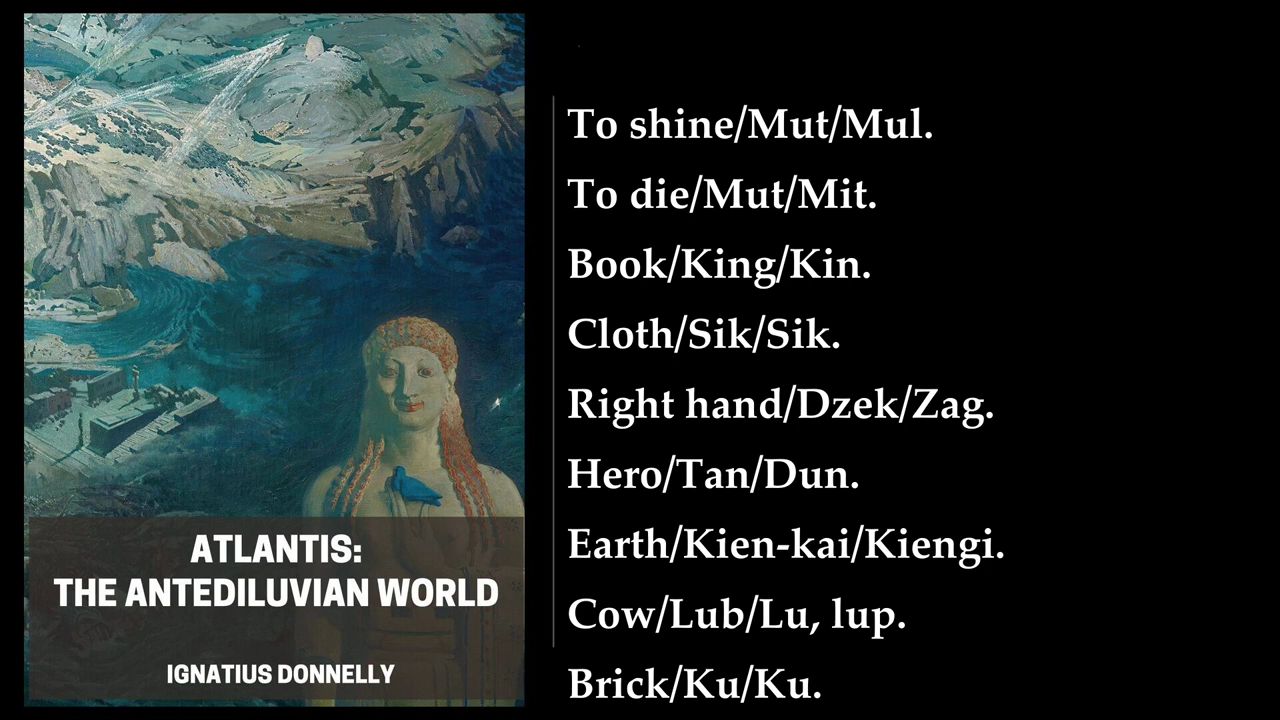 ATLANTIS:
THE ANTEDILUVIAN WORLD
IGNATIUS DONNELLY
To shine/Mut/Mul.
To die/Mut/Mit.
Book/King/Kin.
Cloth/Sik/Sik.
Right hand/Dzek/Zag.
Hero/Tan/Dun.
Earth/Kien-kai/Kiengi.
Cow/Lub/Lu, lup.
Brick/Ku/Ku.